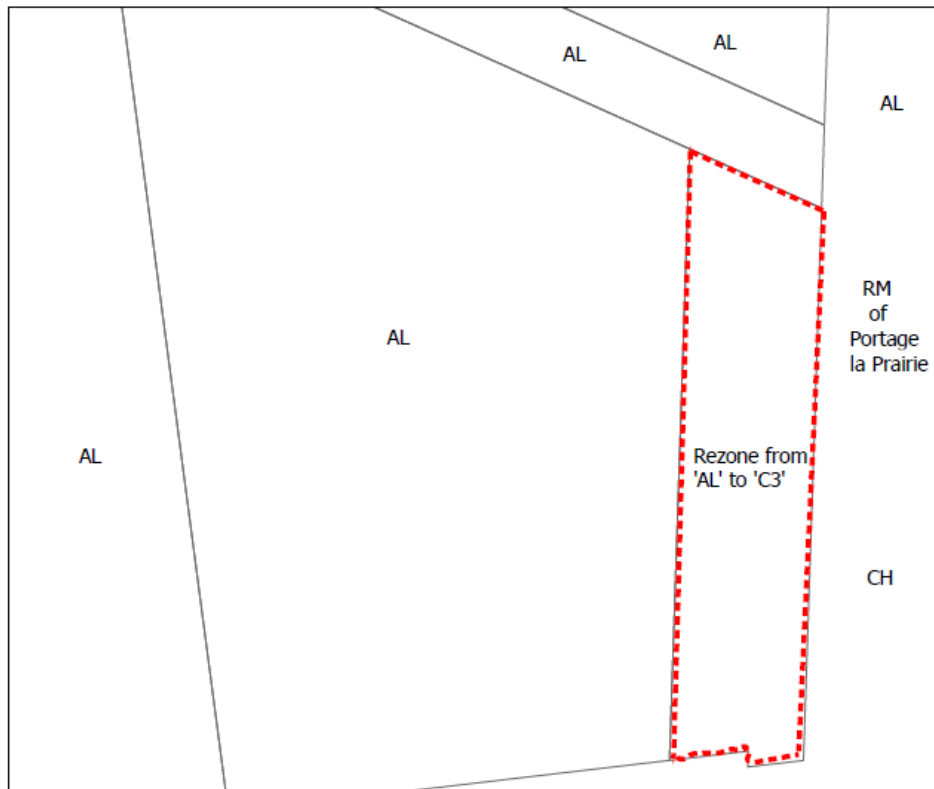 AL
AL
AL
RM
of
Portage
la Prairie
AL
AL
Rezone from
'AL' to 'C3'
CH